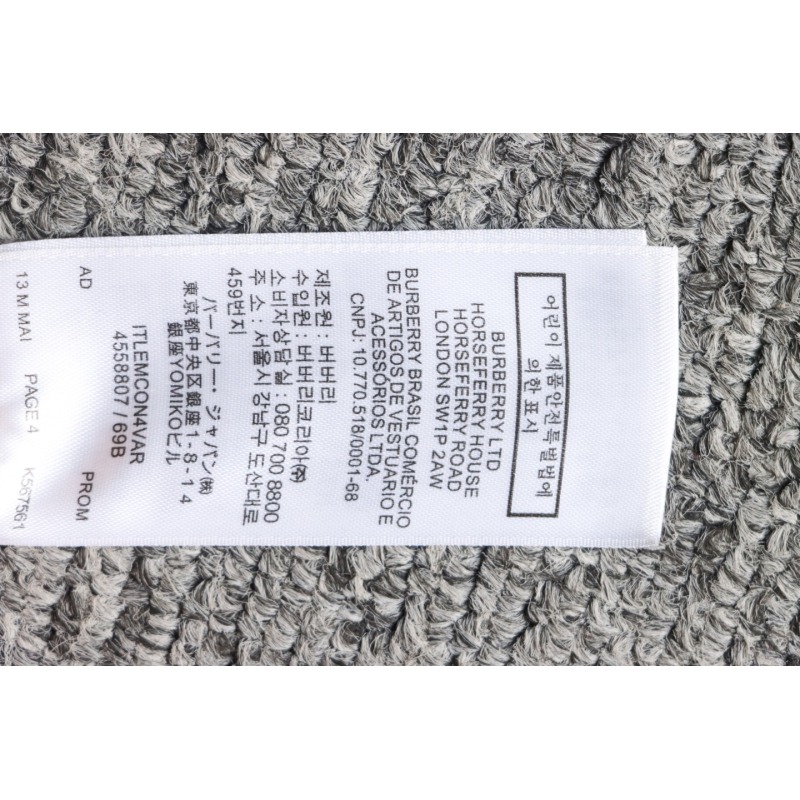 어린이 제품안전특별법에
의한 표시
BURBERRY LTD
HORSEFERRY HOUSE
HORSEFERRY ROAD
LONDON SW1P 2AW
BURBERRY BRASIL COMÉRCIO
DE ARTIGOS DE VESTUARIO E
ACESSÓRIOS LTDA.
CNPJ: 10.770.518/0001-68
제조원 : 버버리
수입원 : 버버리코리아㈜
소비자상담실 : 080 700 8800
주 소 : 서울시 강남구 도산대로
459번지
バーバリー・ジャパン㈱
東京都中央区銀座1-8-14
銀座YOMIKOビル
ITLEMCON4VAR
4558807 / 69B
AD PROM
13 M MAI PAGE 4 K567561